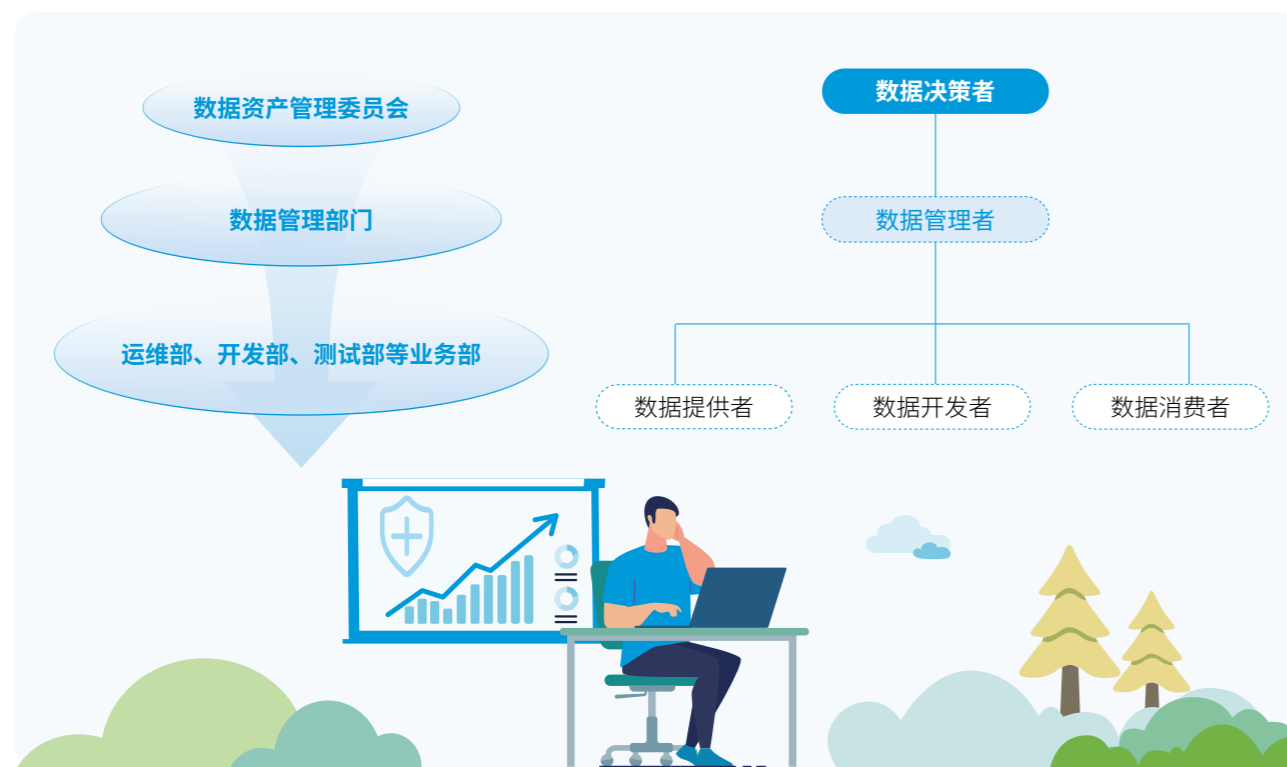 数据资产管理委员会
数据管理部门
运维部、开发部、测试部等业务部
数据决策者
数据管理者
数据提供者
数据开发者
数据消费者